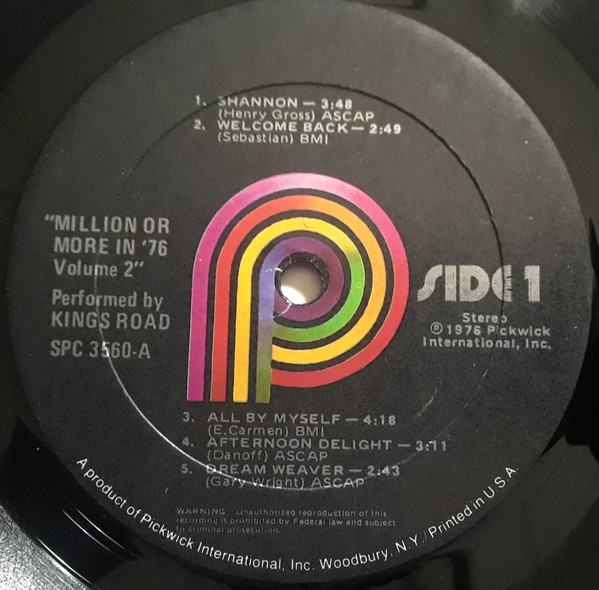 1. SHANNON — 3:48
(Henry Gross) ASCAP
2. WELCOME BACK — 2:49
(Sebastian) BMI
"MILLION OR
MORE IN '76
Volume 2"
Performed by
KINGS ROAD
SPC 3560-A
SIDE 1
Stereo
℗ 1976 Pickwick
International, Inc.
3. ALL BY MYSELF — 4:18
(E.Carmen) BMI
4. AFTERNOON DELIGHT — 3:11
(Danoff) ASCAP
5. DREAM WEAVER — 2:43
(Gary Wright) ASCAP
WARNING: Unauthorized reproduction of this
recording is prohibited by Federal law and subject
to criminal prosecution.
A product of Pickwick International, Inc. Woodbury, N.Y./Printed in U.S.A.